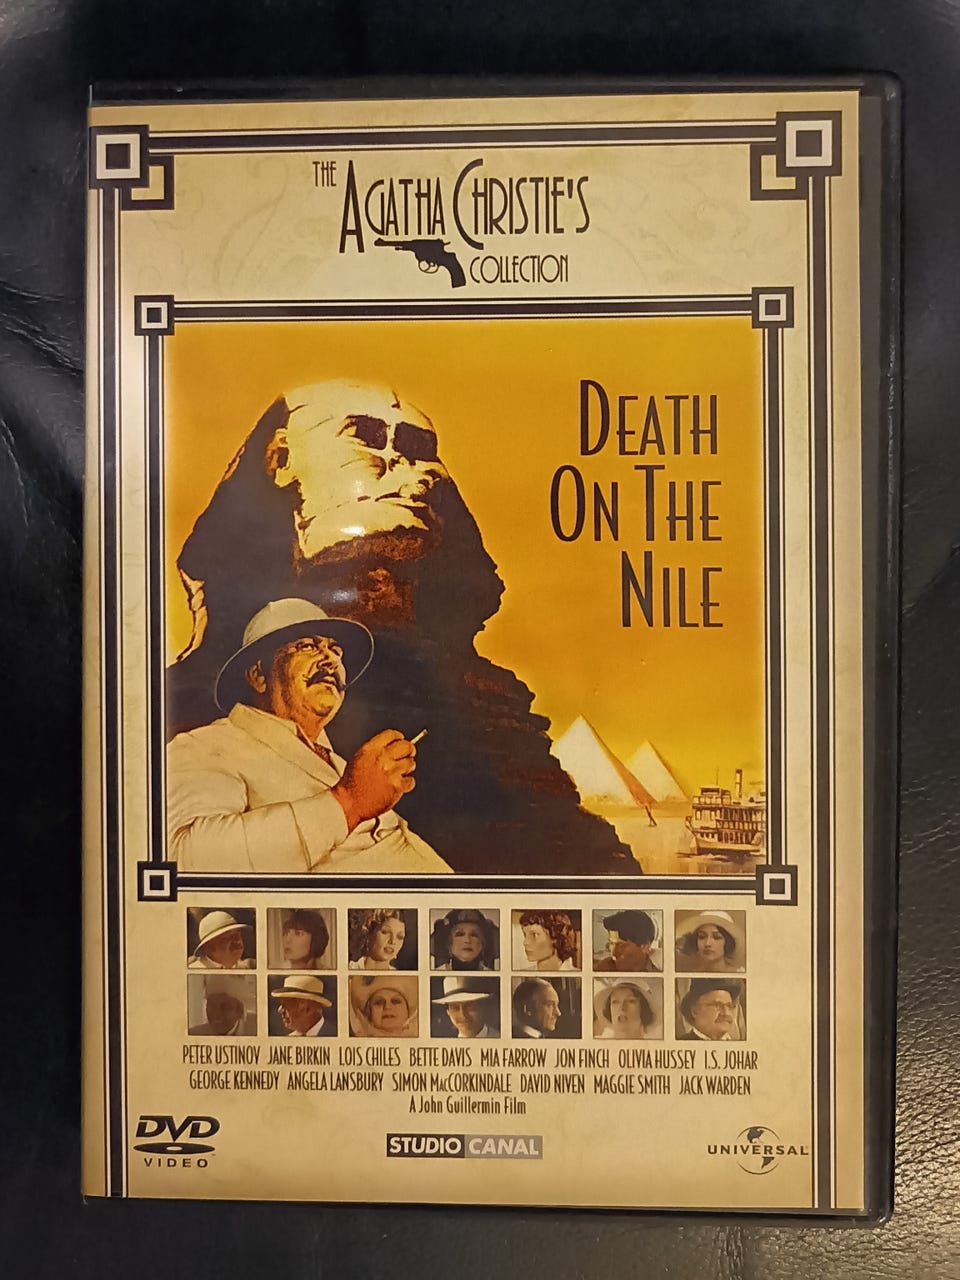 THE AGATHA CHRISTIE'S
COLLECTION
DEATH
ON THE
NILE
PETER USTINOV JANE BIRKIN LOIS CHILES BETTE DAVIS MIA FARROW JON FINCH OLIVIA HUSSEY I.S. JOHAR
GEORGE KENNEDY ANGELA LANSBURY SIMON MACCORKINDALE DAVID NIVEN MAGGIE SMITH JACK WARDEN
A John Guillermin Film
DVD
VIDEO
STUDIO CANAL
UNIVERSAL